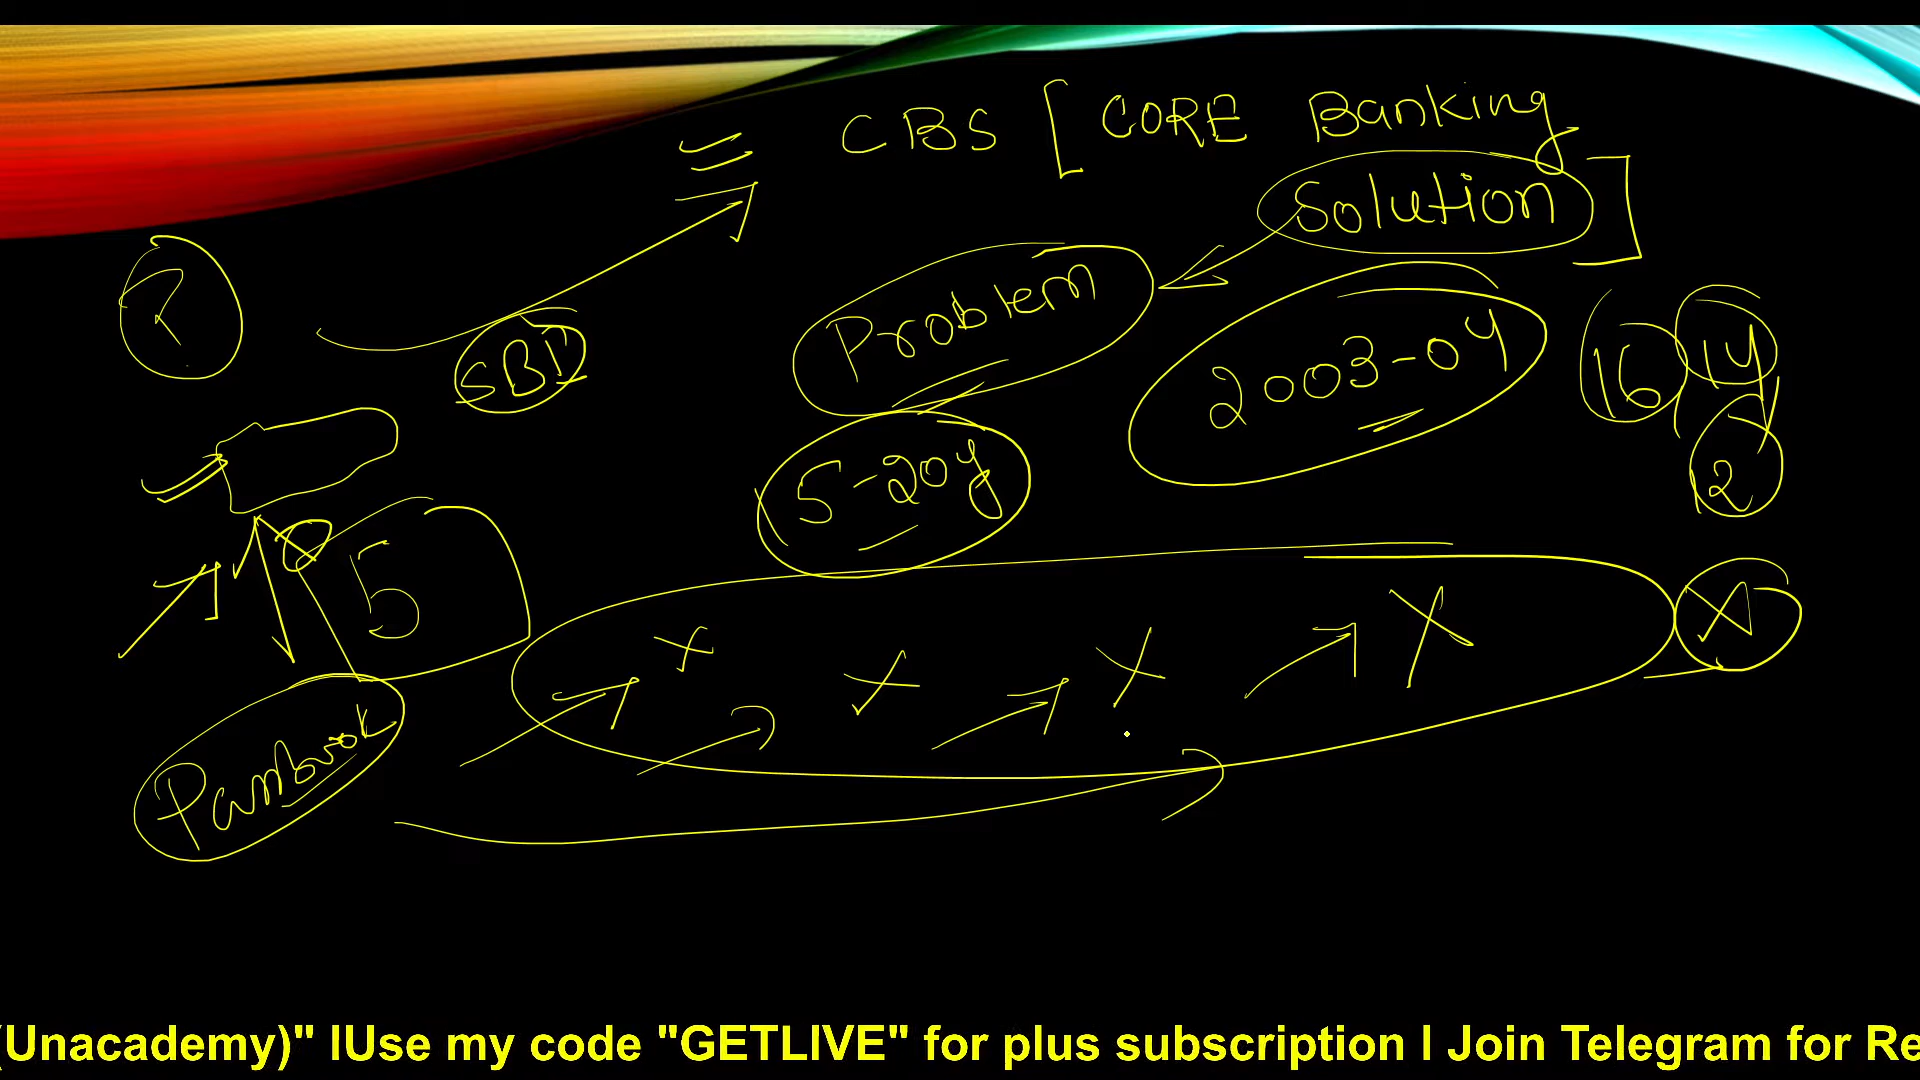 CBS [ CORE Banking
Solution ]
?
Problem
SBI
2003-04
16
14
12
5-20y
5
Passbook
(Unacademy)" lUse my code "GETLIVE" for plus subscription l Join Telegram for Re